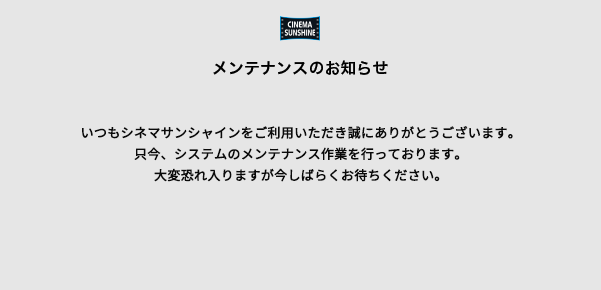 CINEMA
SUNSHINE
メンテナンスのお知らせ
いつもシネマサンシャインをご利用いただき誠にありがとうございます。
只今、システムのメンテナンス作業を行っております。
大変恐れ入りますが今しばらくお待ちください。